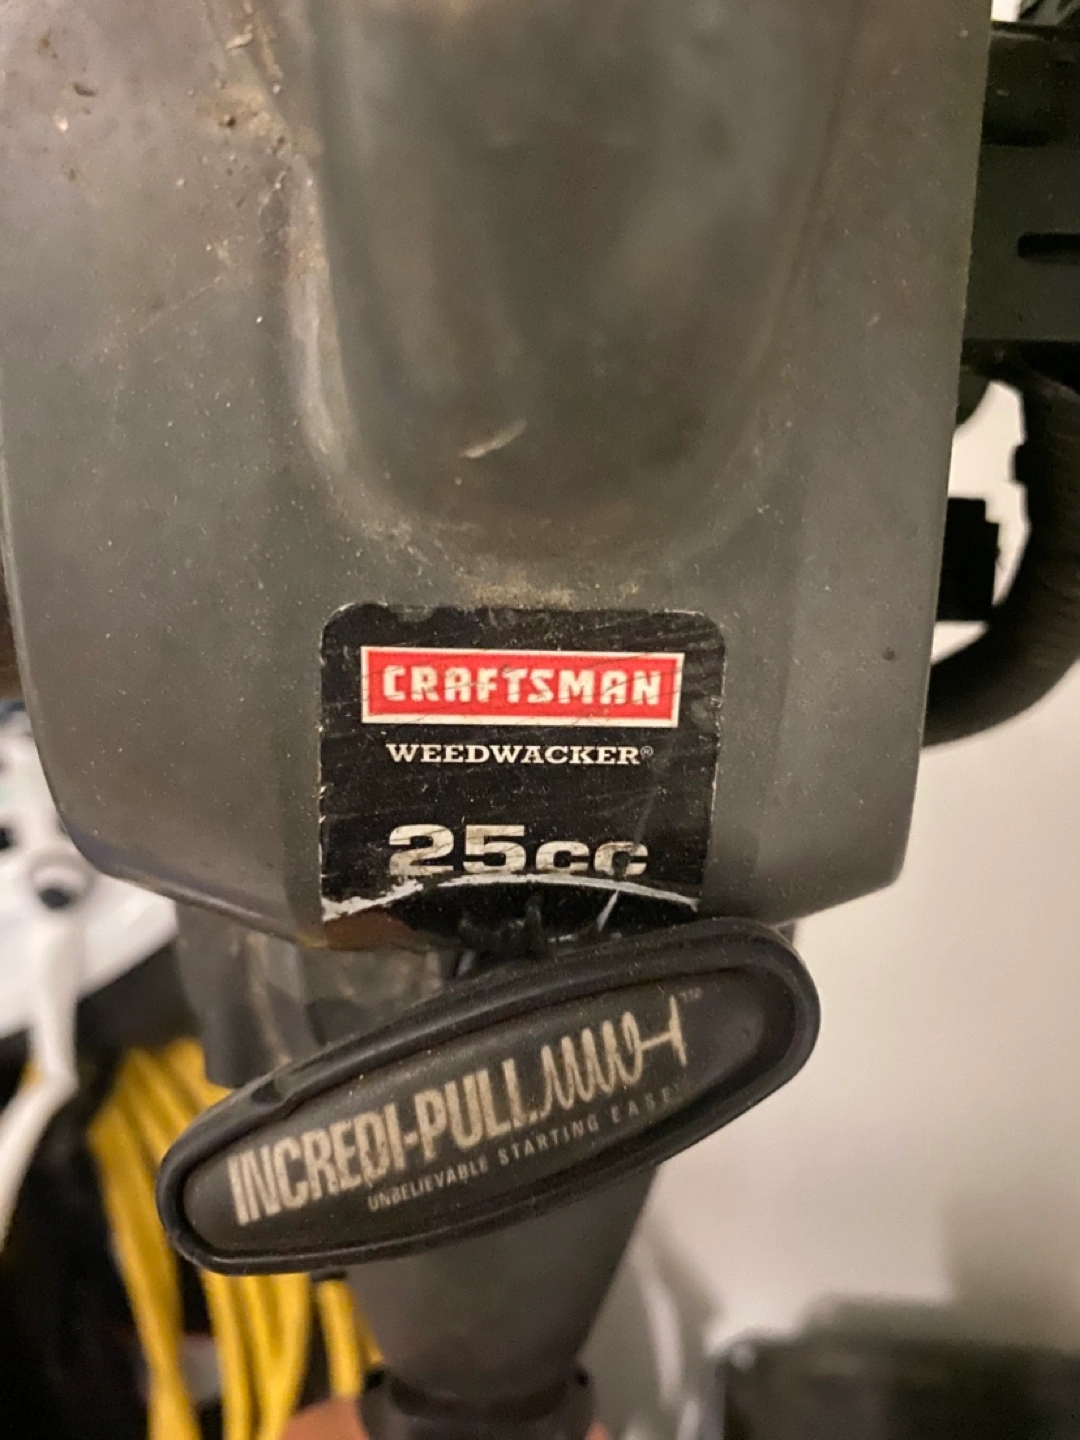 CRAFTSMAN
WEEDWACKER®
25cc
INCREDI-PULL™
UNBELIEVABLE STARTING EASE